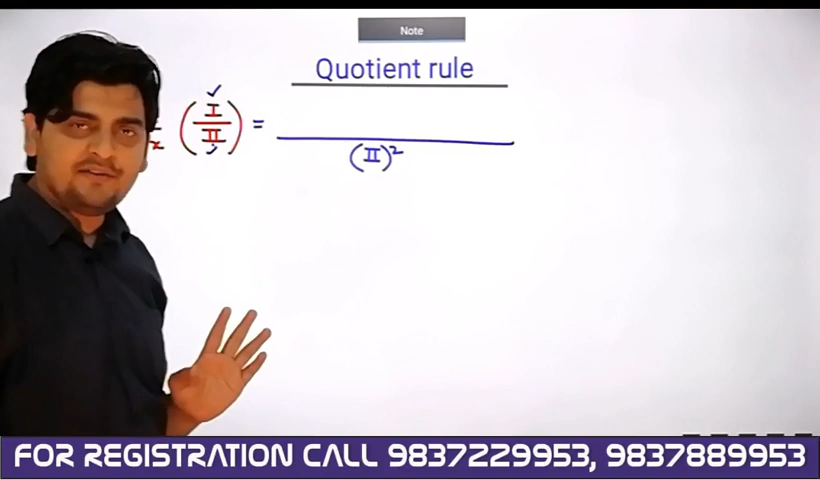 Note
Quotient rule
x (I/II) =
(II)²
FOR REGISTRATION CALL 9837229953, 9837889953